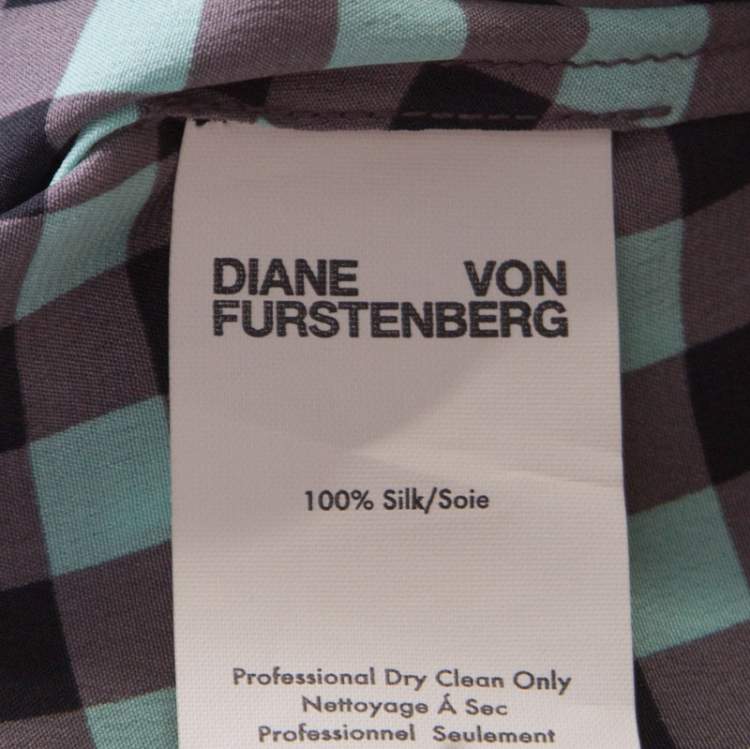 DIANE VON
FURSTENBERG
100% Silk/Soie
Professional Dry Clean Only
Nettoyage Á Sec
Professionnel Seulement